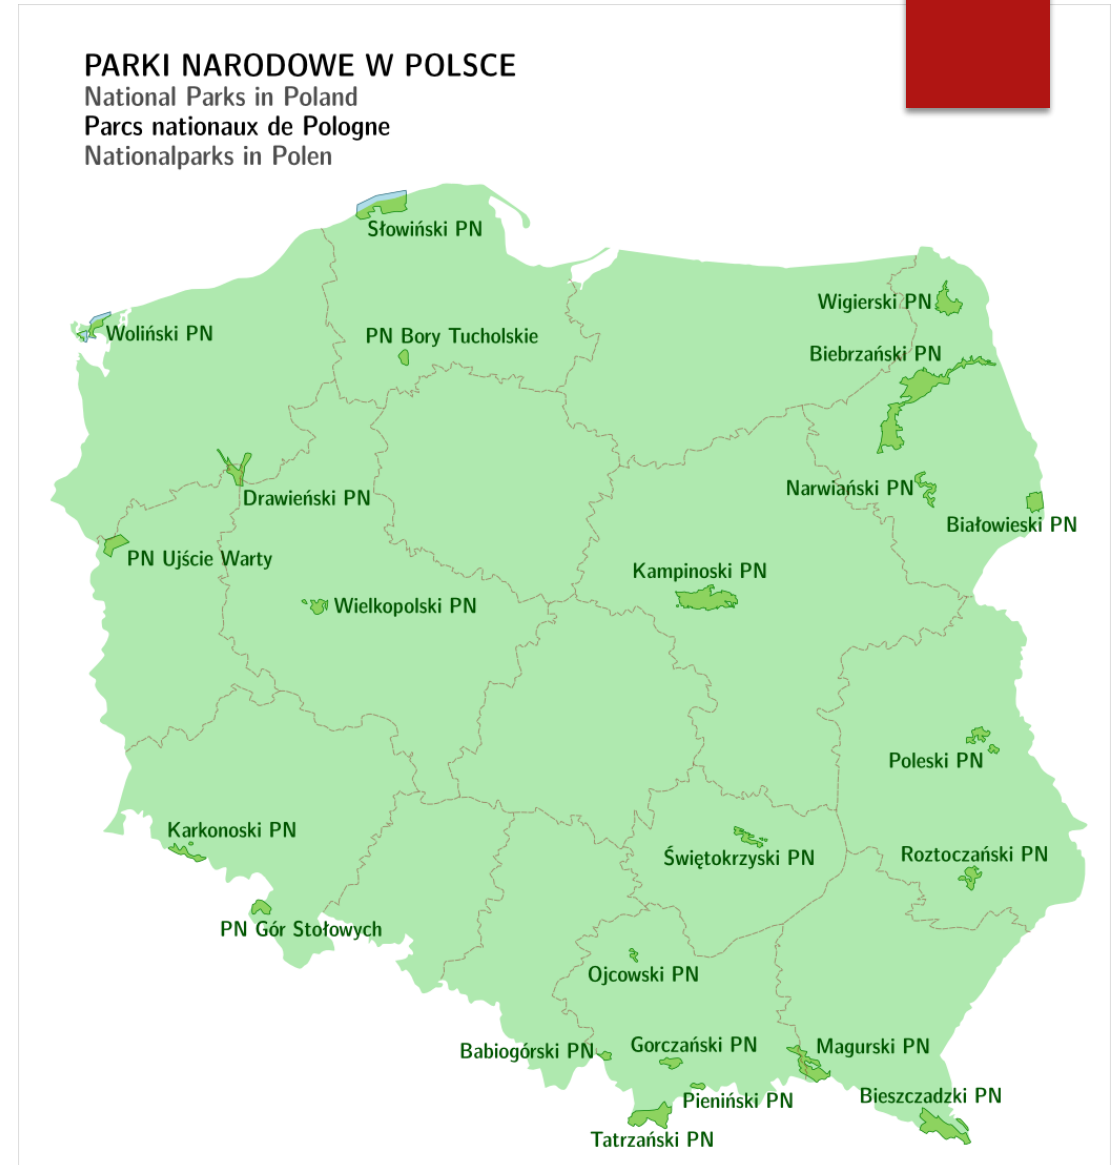 PARKI NARODOWE W POLSCE
National Parks in Poland
Parcs nationaux de Pologne
Nationalparks in Polen
Słowiński PN
Wigierski PN
Woliński PN
PN Bory Tucholskie
Biebrzański PN
Narwiański PN
Drawieński PN
Białowieski PN
PN Ujście Warty
Kampinoski PN
Wielkopolski PN
Poleski PN
Karkonoski PN
Świętokrzyski PN
Roztoczański PN
PN Gór Stołowych
Ojcowski PN
Babiogórski PN
Gorczański PN
Magurski PN
Pieniński PN
Bieszczadzki PN
Tatrzański PN